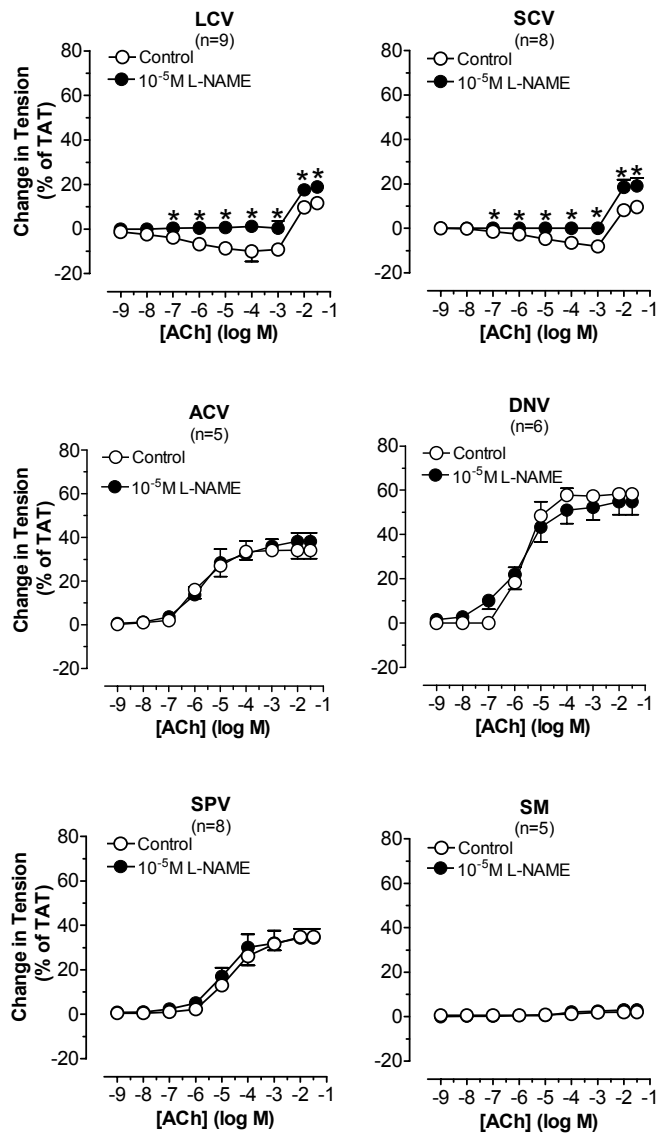 LCV
(n=9)
Control
10⁻⁵M L-NAME
Change in Tension
(% of TAT)
80
60
40
20
0
-20
* * * * * * *
-9 -8 -7 -6 -5 -4 -3 -2 -1
[ACh] (log M)
SCV
(n=8)
Control
10⁻⁵M L-NAME
80
60
40
20
0
-20
* * * * * * *
-9 -8 -7 -6 -5 -4 -3 -2 -1
[ACh] (log M)
ACV
(n=5)
Control
10⁻⁵M L-NAME
Change in Tension
(% of TAT)
80
60
40
20
0
-20
-9 -8 -7 -6 -5 -4 -3 -2 -1
[ACh] (log M)
DNV
(n=6)
Control
10⁻⁵M L-NAME
80
60
40
20
0
-20
-9 -8 -7 -6 -5 -4 -3 -2 -1
[ACh] (log M)
SPV
(n=8)
Control
10⁻⁵M L-NAME
Change in Tension
(% of TAT)
80
60
40
20
0
-20
-9 -8 -7 -6 -5 -4 -3 -2 -1
[ACh] (log M)
SM
(n=5)
Control
10⁻⁵M L-NAME
80
60
40
20
0
-20
-9 -8 -7 -6 -5 -4 -3 -2 -1
[ACh] (log M)